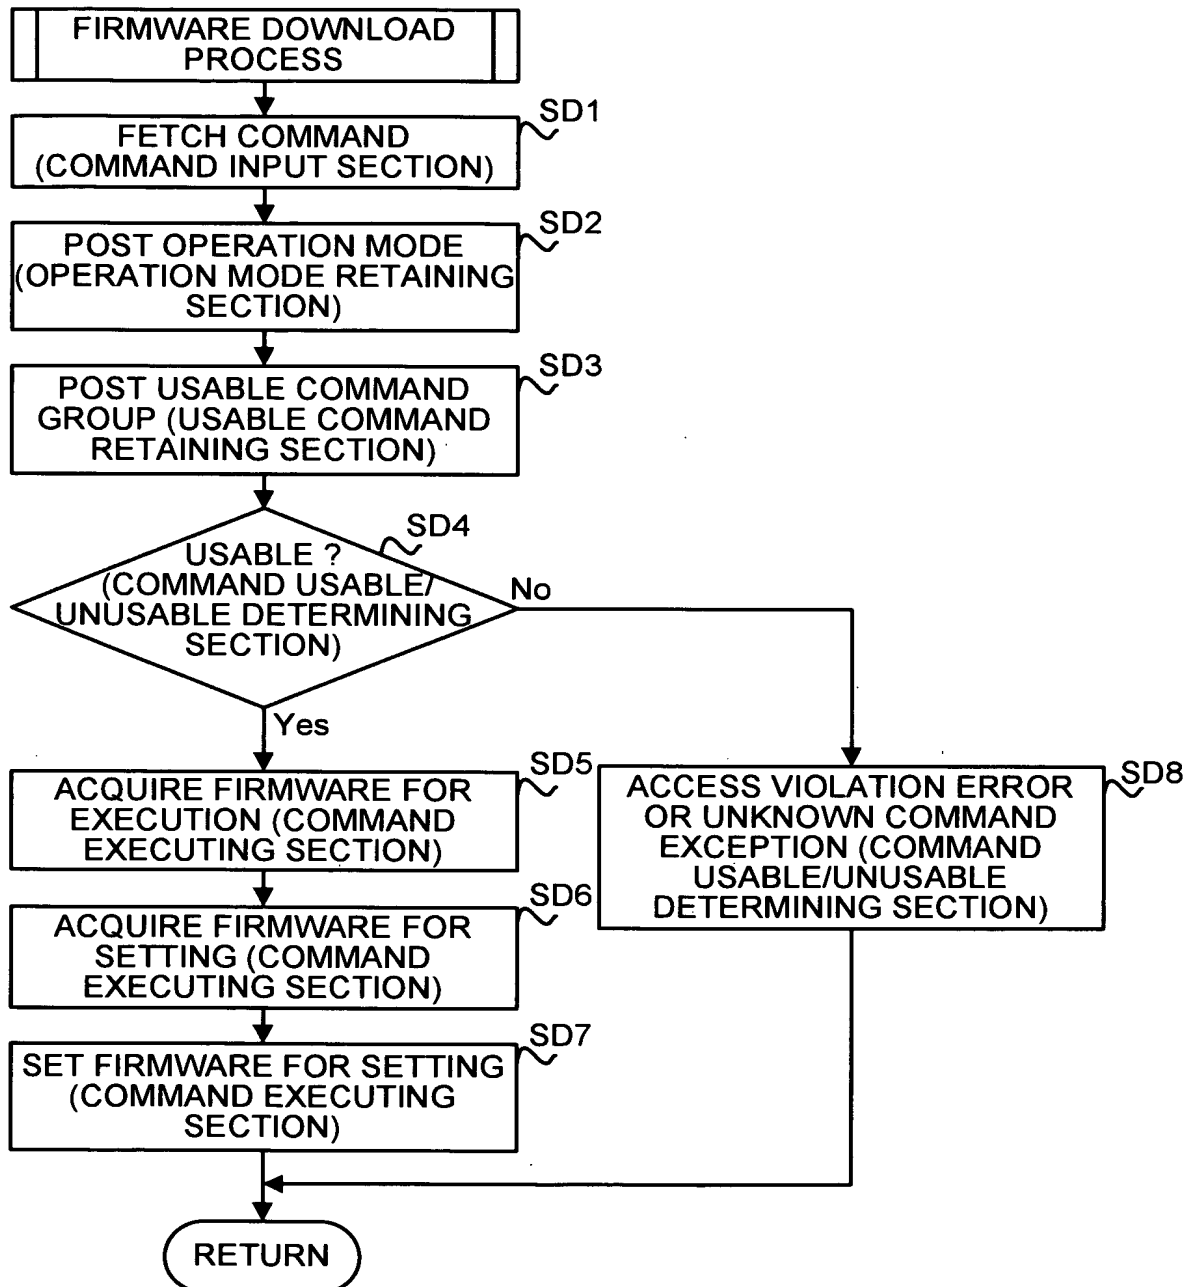 FIRMWARE DOWNLOAD
PROCESS
SD1
FETCH COMMAND
(COMMAND INPUT SECTION)
SD2
POST OPERATION MODE
(OPERATION MODE RETAINING
SECTION)
SD3
POST USABLE COMMAND
GROUP (USABLE COMMAND
RETAINING SECTION)
SD4
USABLE ?
(COMMAND USABLE/
UNUSABLE DETERMINING
SECTION)
No
Yes
SD5
ACQUIRE FIRMWARE FOR
EXECUTION (COMMAND
EXECUTING SECTION)
SD8
ACCESS VIOLATION ERROR
OR UNKNOWN COMMAND
EXCEPTION (COMMAND
USABLE/UNUSABLE
DETERMINING SECTION)
SD6
ACQUIRE FIRMWARE FOR
SETTING (COMMAND
EXECUTING SECTION)
SD7
SET FIRMWARE FOR SETTING
(COMMAND EXECUTING
SECTION)
RETURN